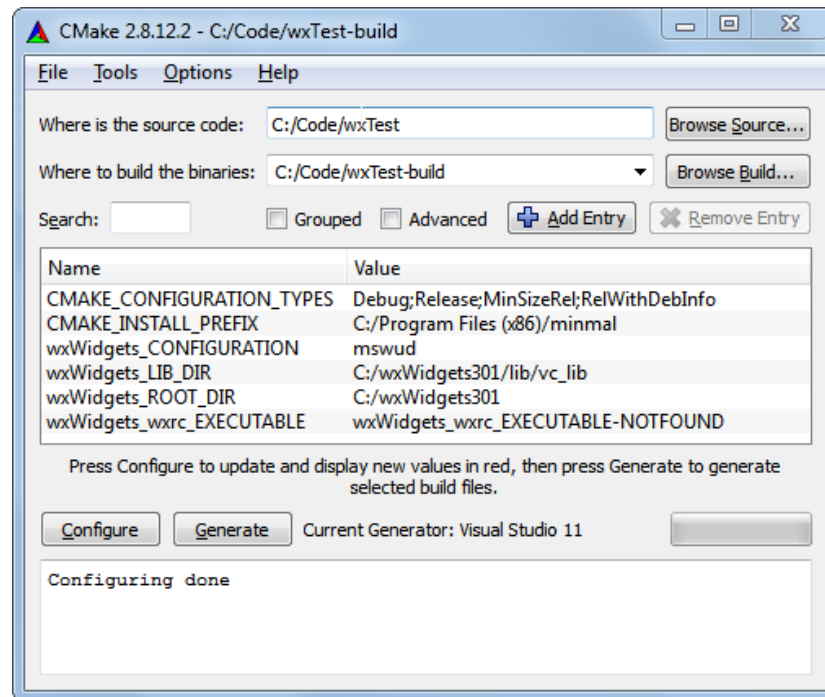 CMake 2.8.12.2 - C:/Code/wxTest-build
File Tools Options Help
Where is the source code: C:/Code/wxTest Browse Source...
Where to build the binaries: C:/Code/wxTest-build Browse Build...
Search: Grouped Advanced Add Entry Remove Entry
Name Value
CMAKE_CONFIGURATION_TYPES Debug;Release;MinSizeRel;RelWithDebInfo
CMAKE_INSTALL_PREFIX C:/Program Files (x86)/minmal
wxWidgets_CONFIGURATION mswud
wxWidgets_LIB_DIR C:/wxWidgets301/lib/vc_lib
wxWidgets_ROOT_DIR C:/wxWidgets301
wxWidgets_wxrc_EXECUTABLE wxWidgets_wxrc_EXECUTABLE-NOTFOUND
Press Configure to update and display new values in red, then press Generate to generate
selected build files.
Configure Generate Current Generator: Visual Studio 11
Configuring done